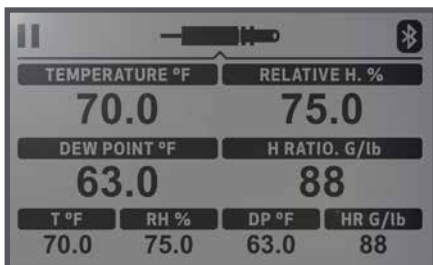 TEMPERATURE °F RELATIVE H. %
70.0 75.0
DEW POINT °F H RATIO. G/lb
63.0 88
T °F RH % DP °F HR G/lb
70.0 75.0 63.0 88